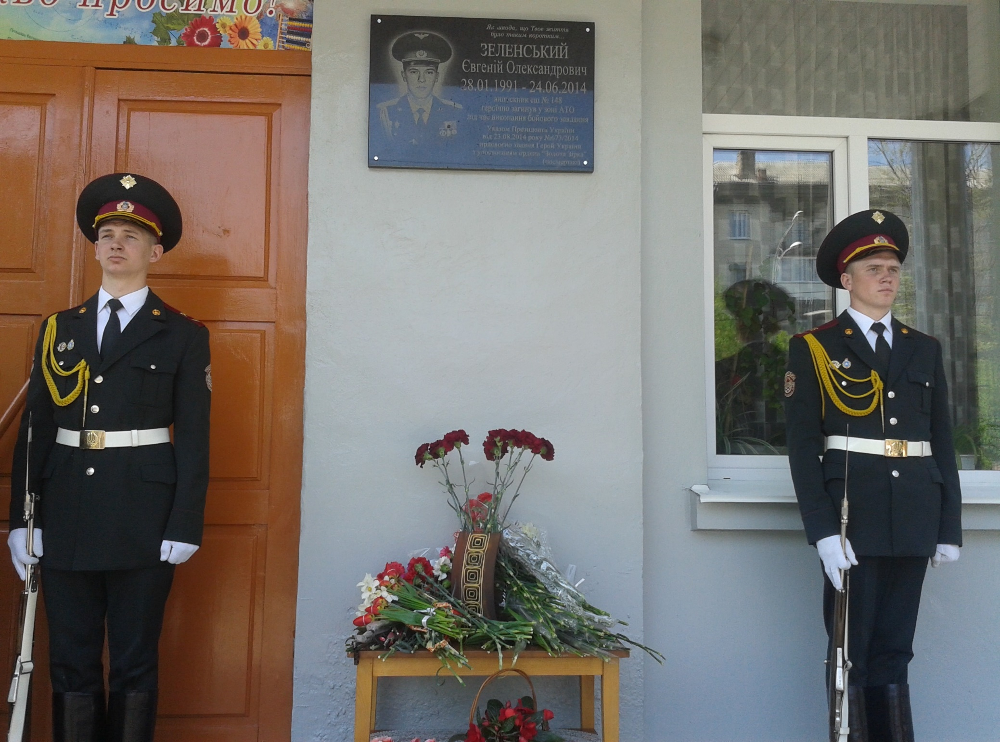 просимо!
Як шкода, що Твоє життя
було таким коротким...
ЗЕЛЕНСЬКИЙ
Євгеній Олександрович
28.01.1991 - 24.06.2014
випускник сш № 148
героїчно загинув у зоні АТО
під час виконання бойового завдання
Указом Президента України
від 23.08.2014 року №673/2014
присвоєно звання Герой України
з удостоєнням ордена "Золота Зірка"
(посмертно)